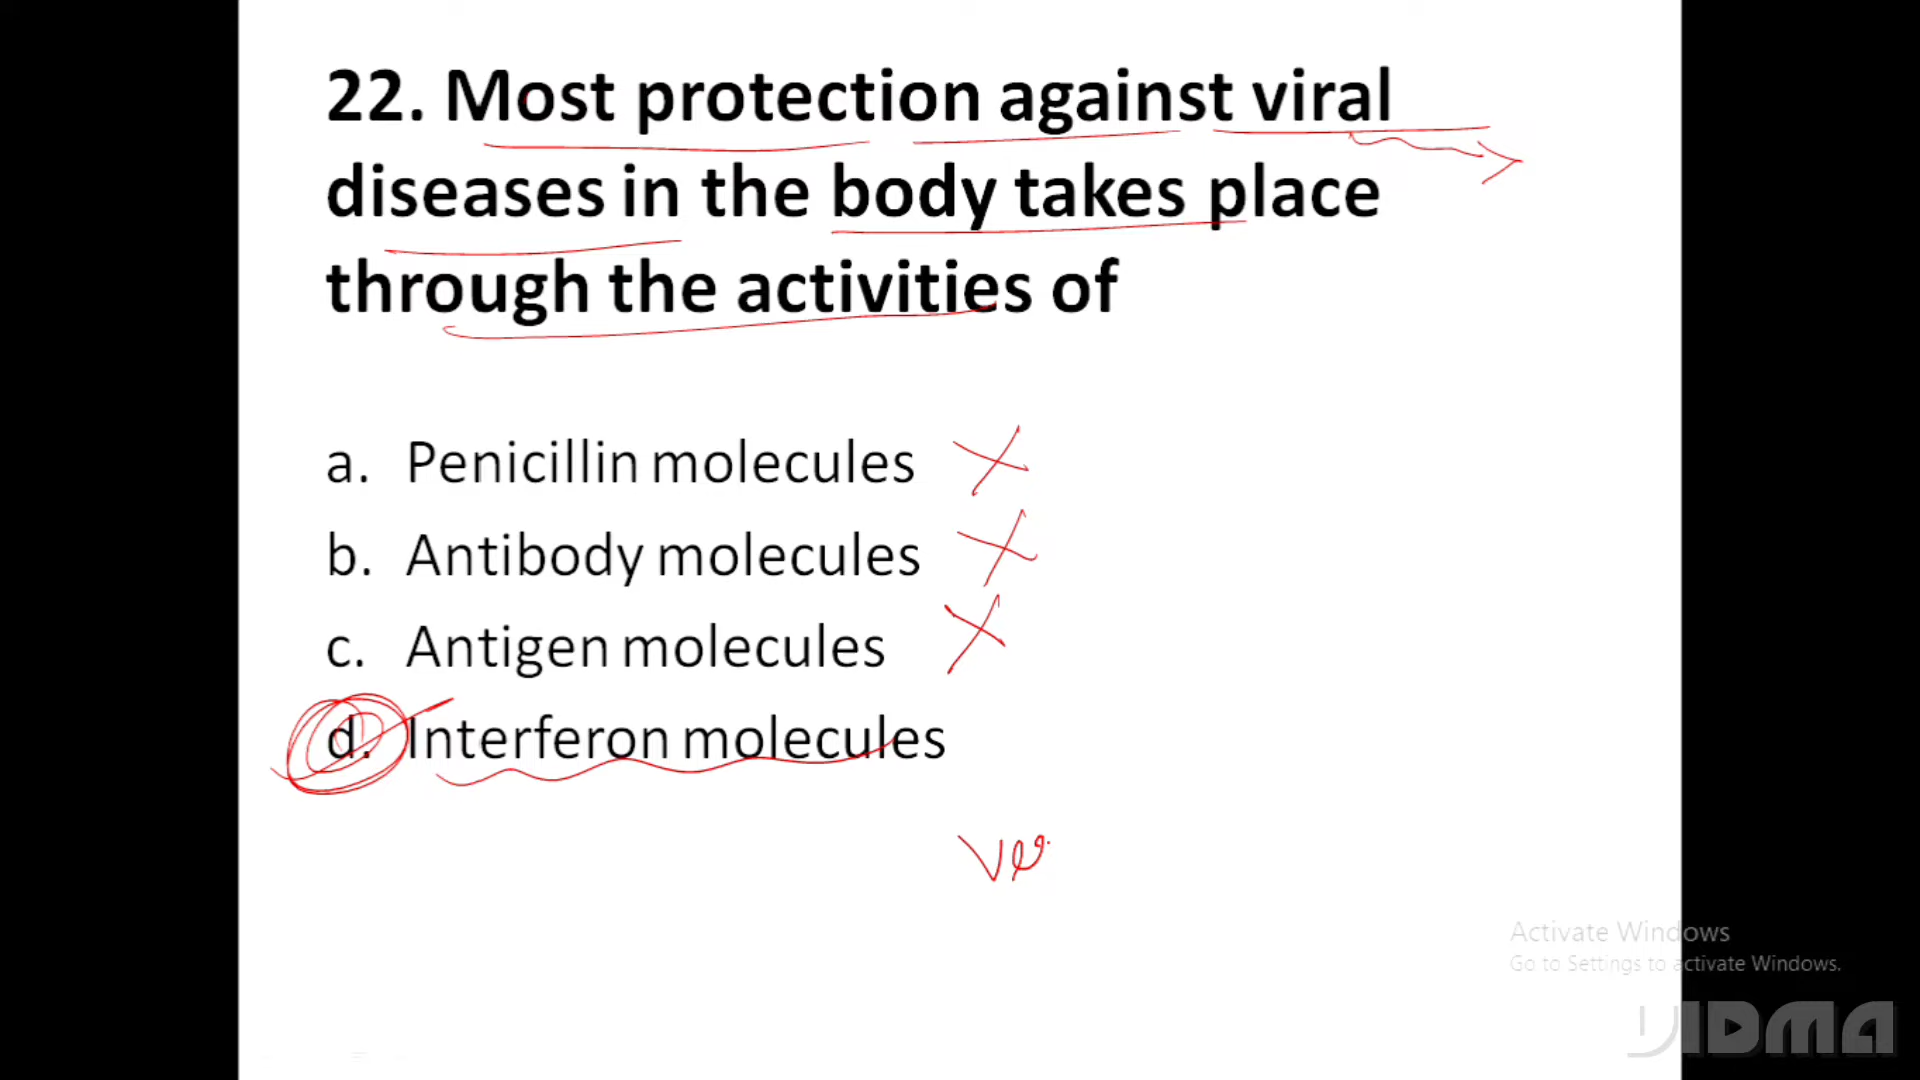 22. Most protection against viral
diseases in the body takes place
through the activities of
a. Penicillin molecules
b. Antibody molecules
c. Antigen molecules
d. Interferon molecules
Activate Windows
Go to Settings to activate Windows.
VIDMA